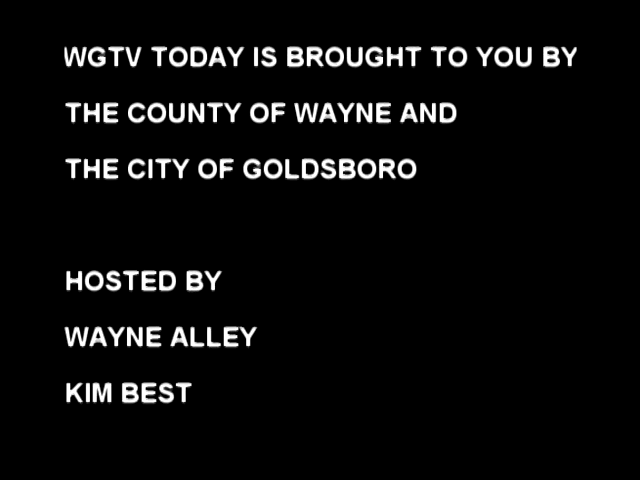 WGTV TODAY IS BROUGHT TO YOU BY
THE COUNTY OF WAYNE AND
THE CITY OF GOLDSBORO
HOSTED BY
WAYNE ALLEY
KIM BEST